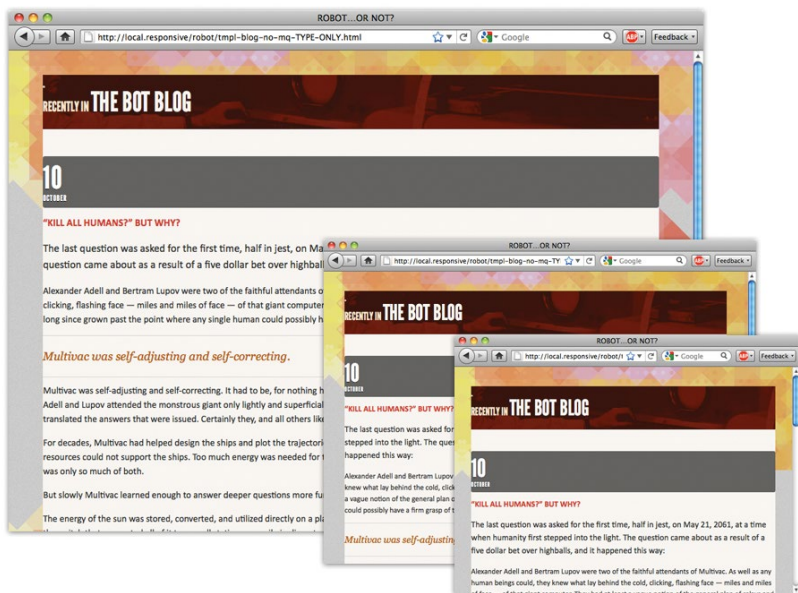 ROBOT...OR NOT?
http://local.responsive/robot/tmpl-blog-no-mq-TYPE-ONLY.html
Google
ABP
Feedback
RECENTLY IN THE BOT BLOG
10
OCTOBER
“KILL ALL HUMANS?” BUT WHY?
The last question was asked for the first time, half in jest, on Ma
question came about as a result of a five dollar bet over highball
Alexander Adell and Bertram Lupov were two of the faithful attendants o
clicking, flashing face — miles and miles of face — of that giant computer
long since grown past the point where any single human could possibly h
Multivac was self-adjusting and self-correcting.
Multivac was self-adjusting and self-correcting. It had to be, for nothing h
Adell and Lupov attended the monstrous giant only lightly and superficial
translated the answers that were issued. Certainly they, and all others lik
For decades, Multivac had helped design the ships and plot the trajectori
resources could not support the ships. Too much energy was needed for t
was only so much of both.
But slowly Multivac learned enough to answer deeper questions more fu
The energy of the sun was stored, converted, and utilized directly on a pla
ROBOT...OR NOT?
http://local.responsive/robot/tmpl-blog-no-mq-TY
Google
ABP
Feedback
RECENTLY IN THE BOT BLOG
10
OCTOBER
“KILL ALL HUMANS?” BUT WHY?
The last question was asked
stepped into the light. The ques
happened this way:
Alexander Adell and Bertram Lupov
knew what lay behind the cold, click
a vague notion of the general plan o
could possibly have a firm grasp of t
Multivac was self-adjusting
ROBOT...OR NOT?
http://local.responsive/robot/t
Google
ABP
Feedback
RECENTLY IN THE BOT BLOG
10
OCTOBER
“KILL ALL HUMANS?” BUT WHY?
The last question was asked for the first time, half in jest, on May 21, 2061, at a time
when humanity first stepped into the light. The question came about as a result of a
five dollar bet over highballs, and it happened this way:
Alexander Adell and Bertram Lupov were two of the faithful attendants of Multivac. As well as any
human beings could, they knew what lay behind the cold, clicking, flashing face — miles and miles